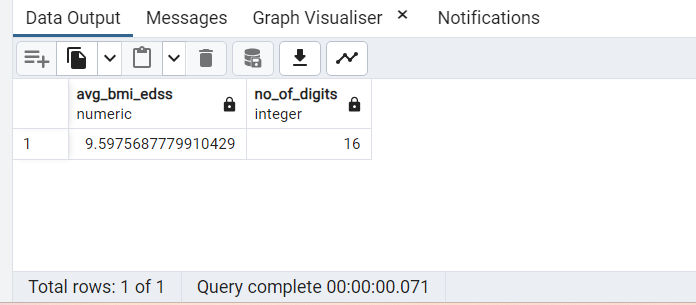 Data Output Messages Graph Visualiser × Notifications
avg_bmi_edss no_of_digits
numeric integer
1 9.5975687779910429 16
Total rows: 1 of 1 Query complete 00:00:00.071